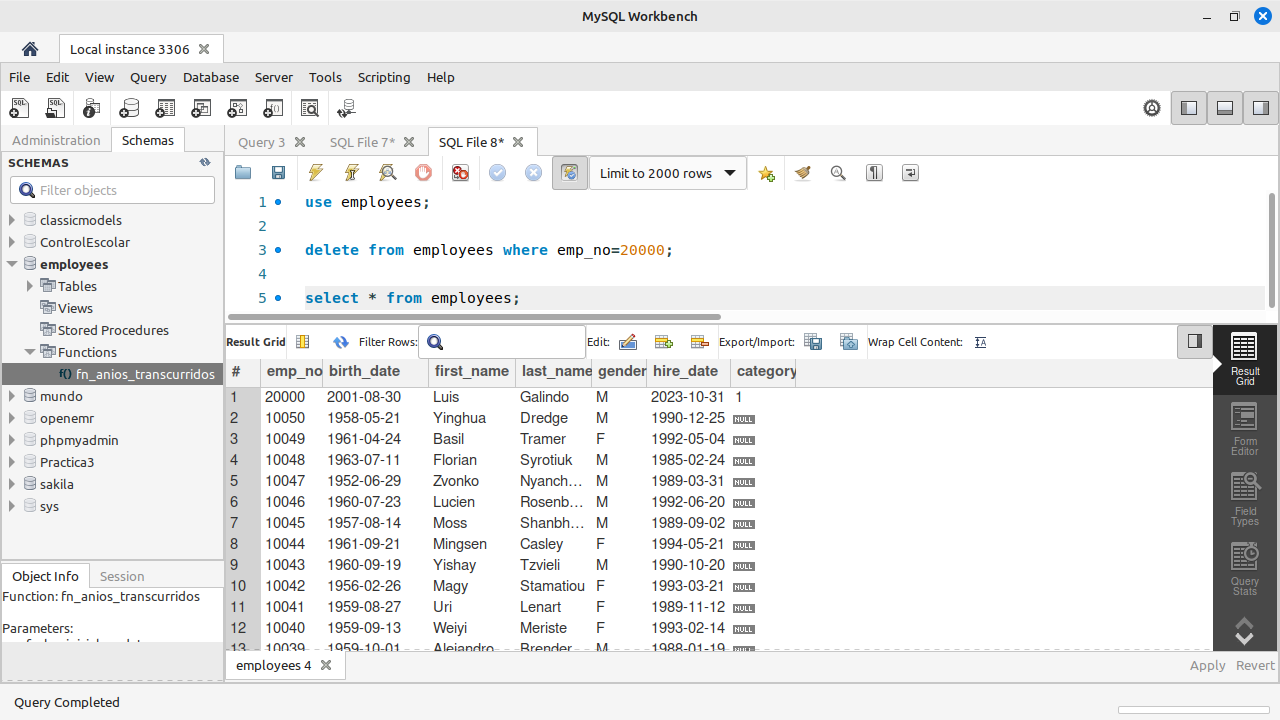 MySQL Workbench
Local instance 3306
File Edit View Query Database Server Tools Scripting Help
Administration Schemas
SCHEMAS
Filter objects
classicmodels
ControlEscolar
employees
Tables
Views
Stored Procedures
Functions
f() fn_anios_transcurridos
mundo
openemr
phpmyadmin
Practica3
sakila
sys
Object Info Session
Function: fn_anios_transcurridos
Parameters:
Query 3 SQL File 7* SQL File 8*
Limit to 2000 rows
1 use employees;
2
3 delete from employees where emp_no=20000;
4
5 select * from employees;
Result Grid Filter Rows: Edit: Export/Import: Wrap Cell Content: IA
# emp_no birth_date first_name last_name gender hire_date category
1 20000 2001-08-30 Luis Galindo M 2023-10-31 1
2 10050 1958-05-21 Yinghua Dredge M 1990-12-25 NULL
3 10049 1961-04-24 Basil Tramer F 1992-05-04 NULL
4 10048 1963-07-11 Florian Syrotiuk M 1985-02-24 NULL
5 10047 1952-06-29 Zvonko Nyanch... M 1989-03-31 NULL
6 10046 1960-07-23 Lucien Rosenb... M 1992-06-20 NULL
7 10045 1957-08-14 Moss Shanbh... M 1989-09-02 NULL
8 10044 1961-09-21 Mingsen Casley F 1994-05-21 NULL
9 10043 1960-09-19 Yishay Tzvieli M 1990-10-20 NULL
10 10042 1956-02-26 Magy Stamatiou F 1993-03-21 NULL
11 10041 1959-08-27 Uri Lenart F 1989-11-12 NULL
12 10040 1959-09-13 Weiyi Meriste F 1993-02-14 NULL
13 10039 1959-10-01 Alejandro Brender M 1988-01-19 NULL
Result
Grid
Form
Editor
Field
Types
Query
Stats
employees 4
Apply Revert
Query Completed